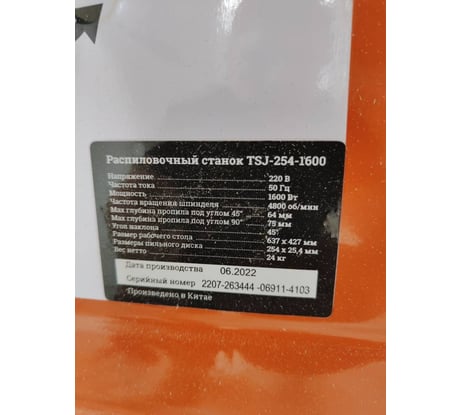 Распиловочный станок TSJ-254-1600
Напряжение 220 В
Частота тока 50 Гц
Мощность 1600 Вт
Частота вращения шпинделя 4800 об/мин
Мах глубина пропила под углом 45° 64 мм
Мах глубина пропила под углом 90° 75 мм
Угол наклона 45°
Размер рабочего стола 637 x 427 мм
Размеры пильного диска 254 x 25,4 мм
Вес нетто 24 кг
Дата производства 06.2022
Серийный номер 2207-263444 -06911-4103
Произведено в Китае